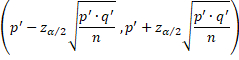 (p′ − z_{α/2} √(p′ · q′ / n) , p′ + z_{α/2} √(p′ · q′ / n))